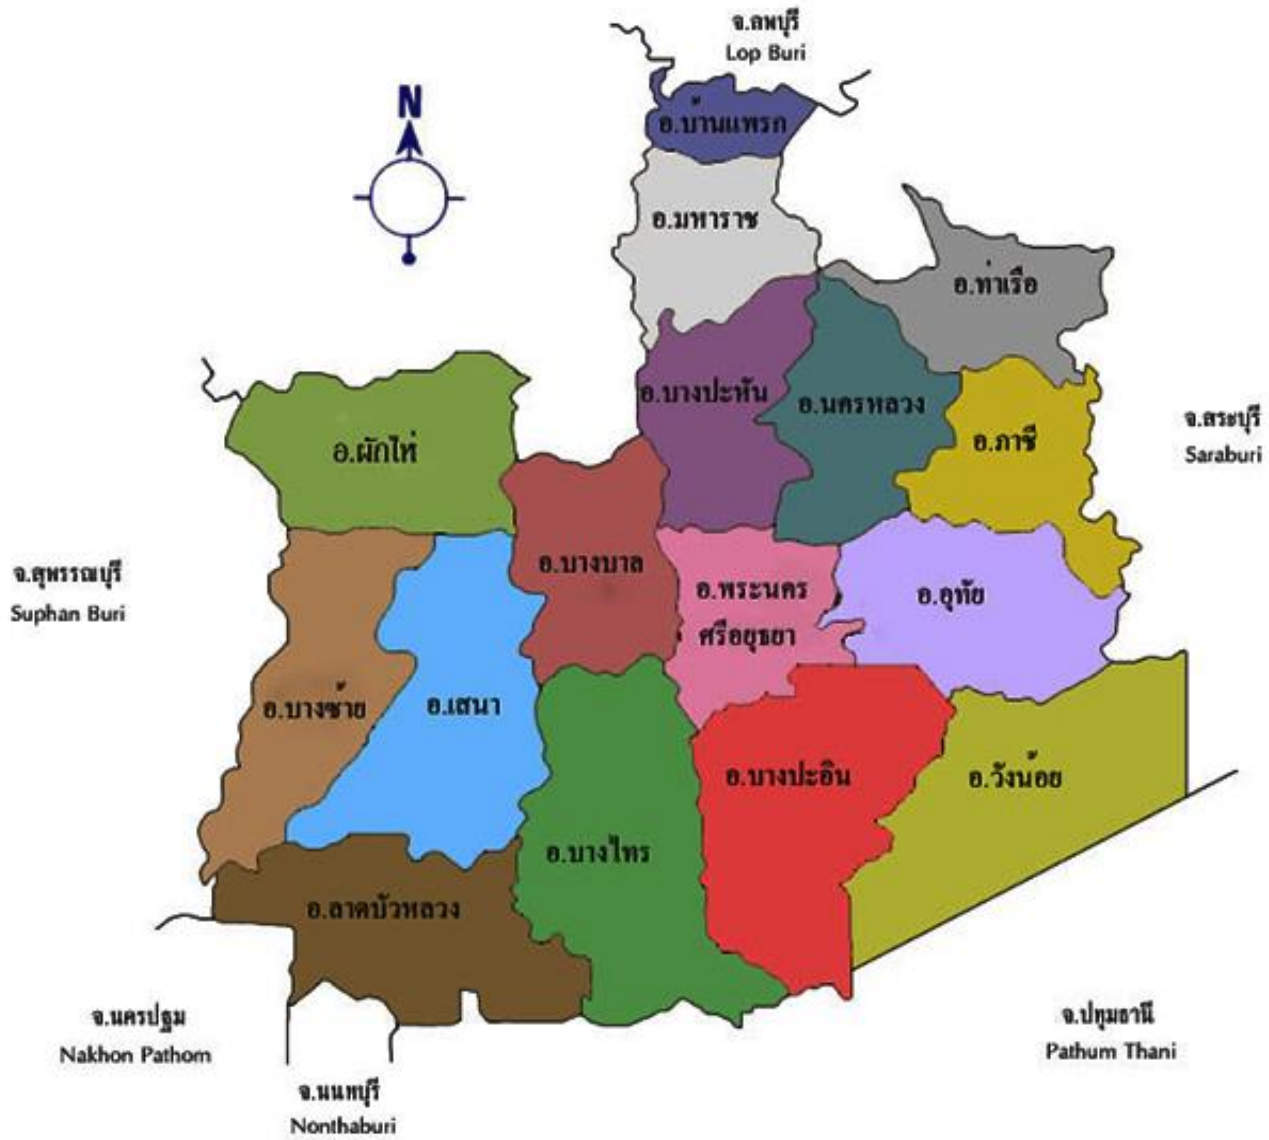 จ.ลพบุรี
Lop Buri
N
อ.บ้านแพรก
อ.มหาราช
อ.ท่าเรือ
อ.บางปะหัน
อ.นครหลวง
อ.ภาชี
จ.สระบุรี
Saraburi
อ.ผักไห่
อ.บางบาล
อ.พระนคร
ศรีอยุธยา
อ.อุทัย
จ.สุพรรณบุรี
Suphan Buri
อ.บางซ้าย
อ.เสนา
อ.บางปะอิน
อ.วังน้อย
อ.บางไทร
อ.ลาดบัวหลวง
จ.นครปฐม
Nakhon Pathom
จ.ปทุมธานี
Pathum Thani
จ.นนทบุรี
Nonthaburi